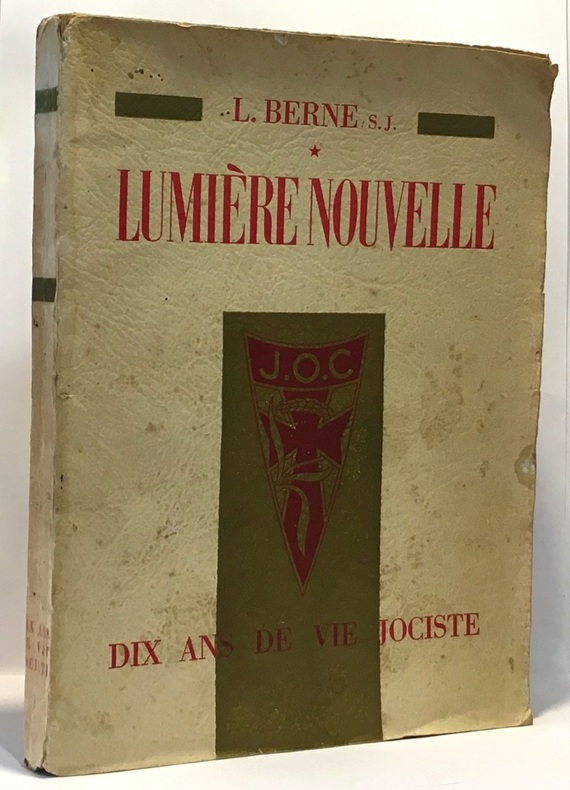 L. BERNE S.J.
LUMIÈRE NOUVELLE
J.O.C
DIX ANS DE VIE JOCISTE